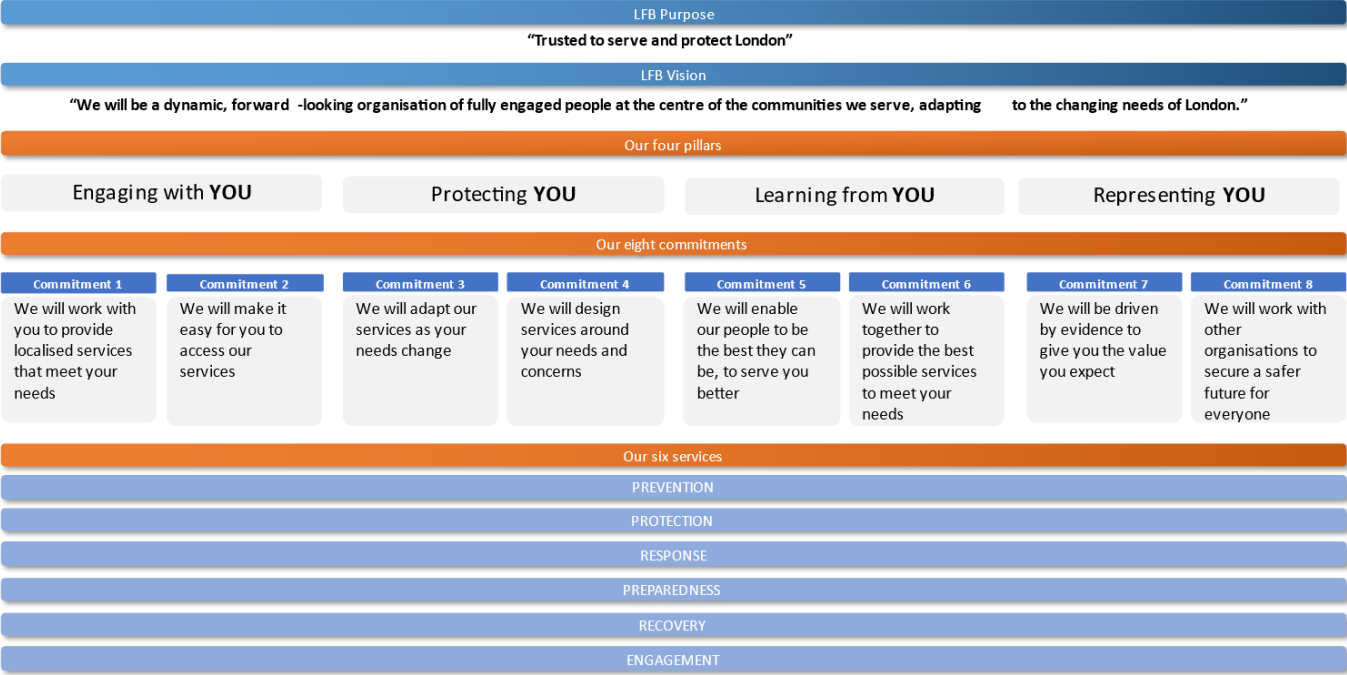 LFB Purpose
“Trusted to serve and protect London”
LFB Vision
“We will be a dynamic, forward -looking organisation of fully engaged people at the centre of the communities we serve, adapting to the changing needs of London.”
Our four pillars
Engaging with YOU
Protecting YOU
Learning from YOU
Representing YOU
Our eight commitments
Commitment 1
We will work with
you to provide
localised services
that meet your
needs
Commitment 2
We will make it
easy for you to
access our
services
Commitment 3
We will adapt our
services as your
needs change
Commitment 4
We will design
services around
your needs and
concerns
Commitment 5
We will enable
our people to be
the best they can
be, to serve you
better
Commitment 6
We will work
together to
provide the best
possible services
to meet your
needs
Commitment 7
We will be driven
by evidence to
give you the value
you expect
Commitment 8
We will work with
other
organisations to
secure a safer
future for
everyone
Our six services
PREVENTION
PROTECTION
RESPONSE
PREPAREDNESS
RECOVERY
ENGAGEMENT